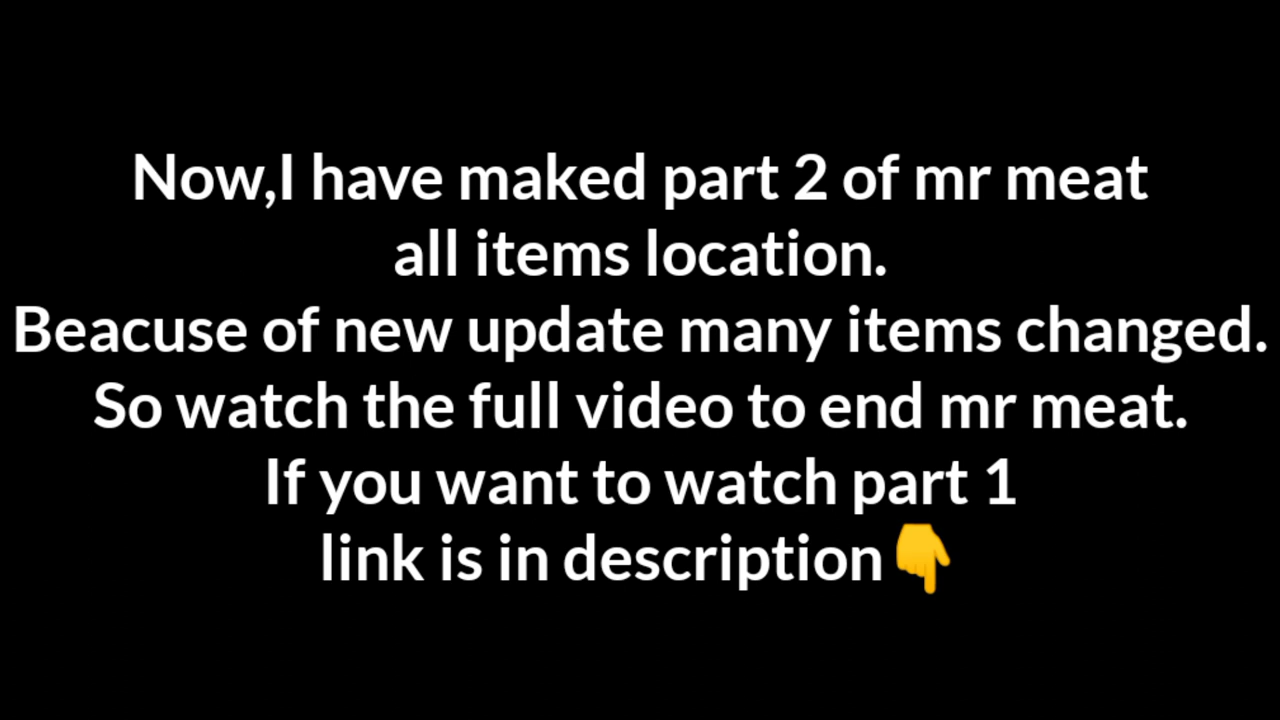 Now,I have maked part 2 of mr meat
all items location.
Beacuse of new update many items changed.
So watch the full video to end mr meat.
If you want to watch part 1
link is in description👇